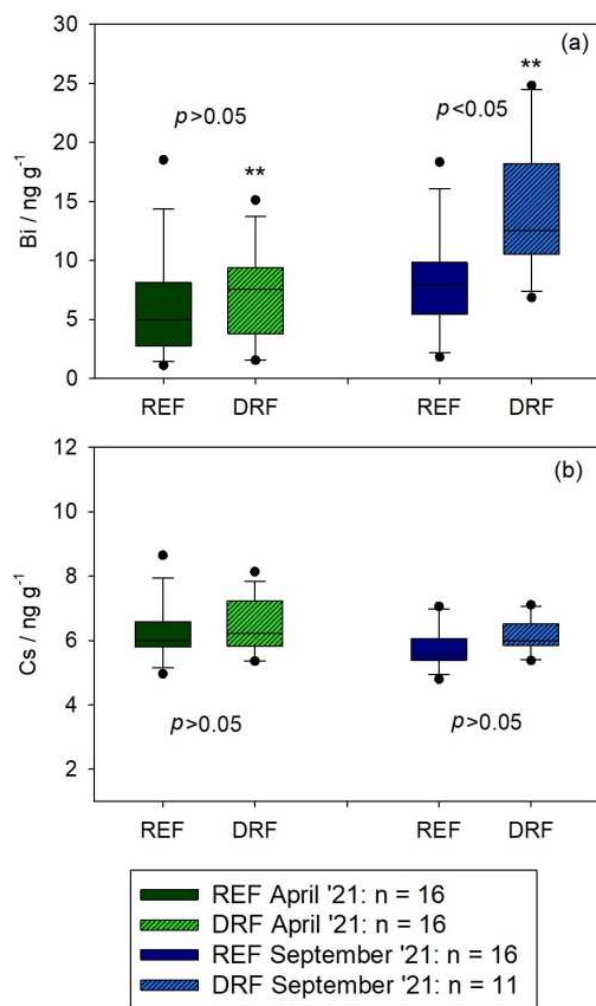 30
(a)
25
**
p>0.05
p<0.05
20
**
15
10
5
0
Bi / ng g⁻¹
REF DRF REF DRF
12
(b)
10
8
6
4
p>0.05 p>0.05
2
Cs / ng g⁻¹
REF DRF REF DRF
REF April '21: n = 16
DRF April '21: n = 16
REF September '21: n = 16
DRF September '21: n = 11